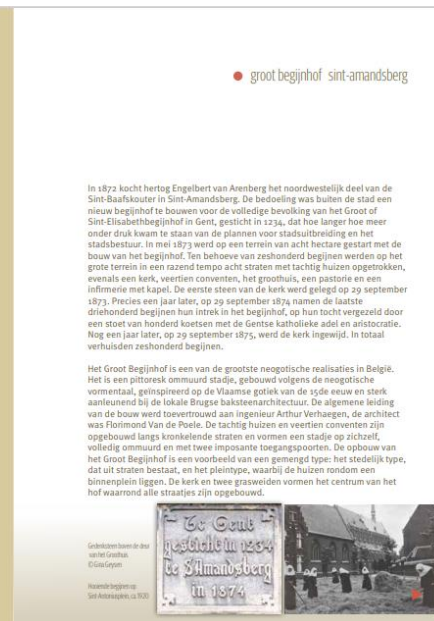 groot begijnhof sint-amandsberg
In 1872 kocht hertog Engelbert van Arenberg het noordwestelijk deel van de
Sint-Baafskouter in Sint-Amandsberg. De bedoeling was buiten de stad een
nieuw begijnhof te bouwen voor de volledige bevolking van het Groot of
Sint-Elisabethbegijnhof in Gent, gesticht in 1234, dat hoe langer hoe meer
onder druk kwam te staan van de plannen voor stadsuitbreiding en het
stadsbestuur. In mei 1873 werd op een terrein van acht hectare gestart met de
bouw van het begijnhof. Ten behoeve van zeshonderd begijnen werden op het
grote terrein in een razend tempo acht straten met tachtig huizen opgetrokken,
evenals een kerk, veertien conventen, het groothuis, een pastorie en een
infirmerie met kapel. De eerste steen van de kerk werd gelegd op 29 september
1873. Precies een jaar later, op 29 september 1874 namen de laatste
driehonderd begijnen hun intrek in het begijnhof, op hun tocht vergezeld door
een stoet van honderd koetsen met de Gentse katholieke adel en aristocratie.
Nog een jaar later, op 29 september 1875, werd de kerk ingewijd. In totaal
verhuisden zeshonderd begijnen.
Het Groot Begijnhof is een van de grootste neogotische realisaties in België.
Het is een pittoresk ommuurd stadje, gebouwd volgens de neogotische
vormentaal, geïnspireerd op de Vlaamse gotiek van de 15de eeuw en sterk
aanleunend bij de lokale Brugse baksteenarchitectuur. De algemene leiding
van de bouw werd toevertrouwd aan ingenieur Arthur Verhaegen, de architect
was Florimond Van de Poele. De tachtig huizen en veertien conventen zijn
opgebouwd langs kronkelende straten en vormen een stadje op zichzelf,
volledig ommuurd en met twee imposante toegangspoorten. De opbouw van
het Groot Begijnhof is een voorbeeld van een gemengd type: het stedelijk type,
dat uit straten bestaat, en het pleintype, waarbij de huizen rondom een
binnenplein liggen. De kerk en twee grasweiden vormen het centrum van het
hof waarrond alle straatjes zijn opgebouwd.
Gedenksteen boven de deur
van het Groothuis.
© Gina Geysen
Hooiende begijnen op
Sint-Antoniusplein, ca. 1920
Te Gent
gesticht in 1234
te StAmandsberg
in 1874